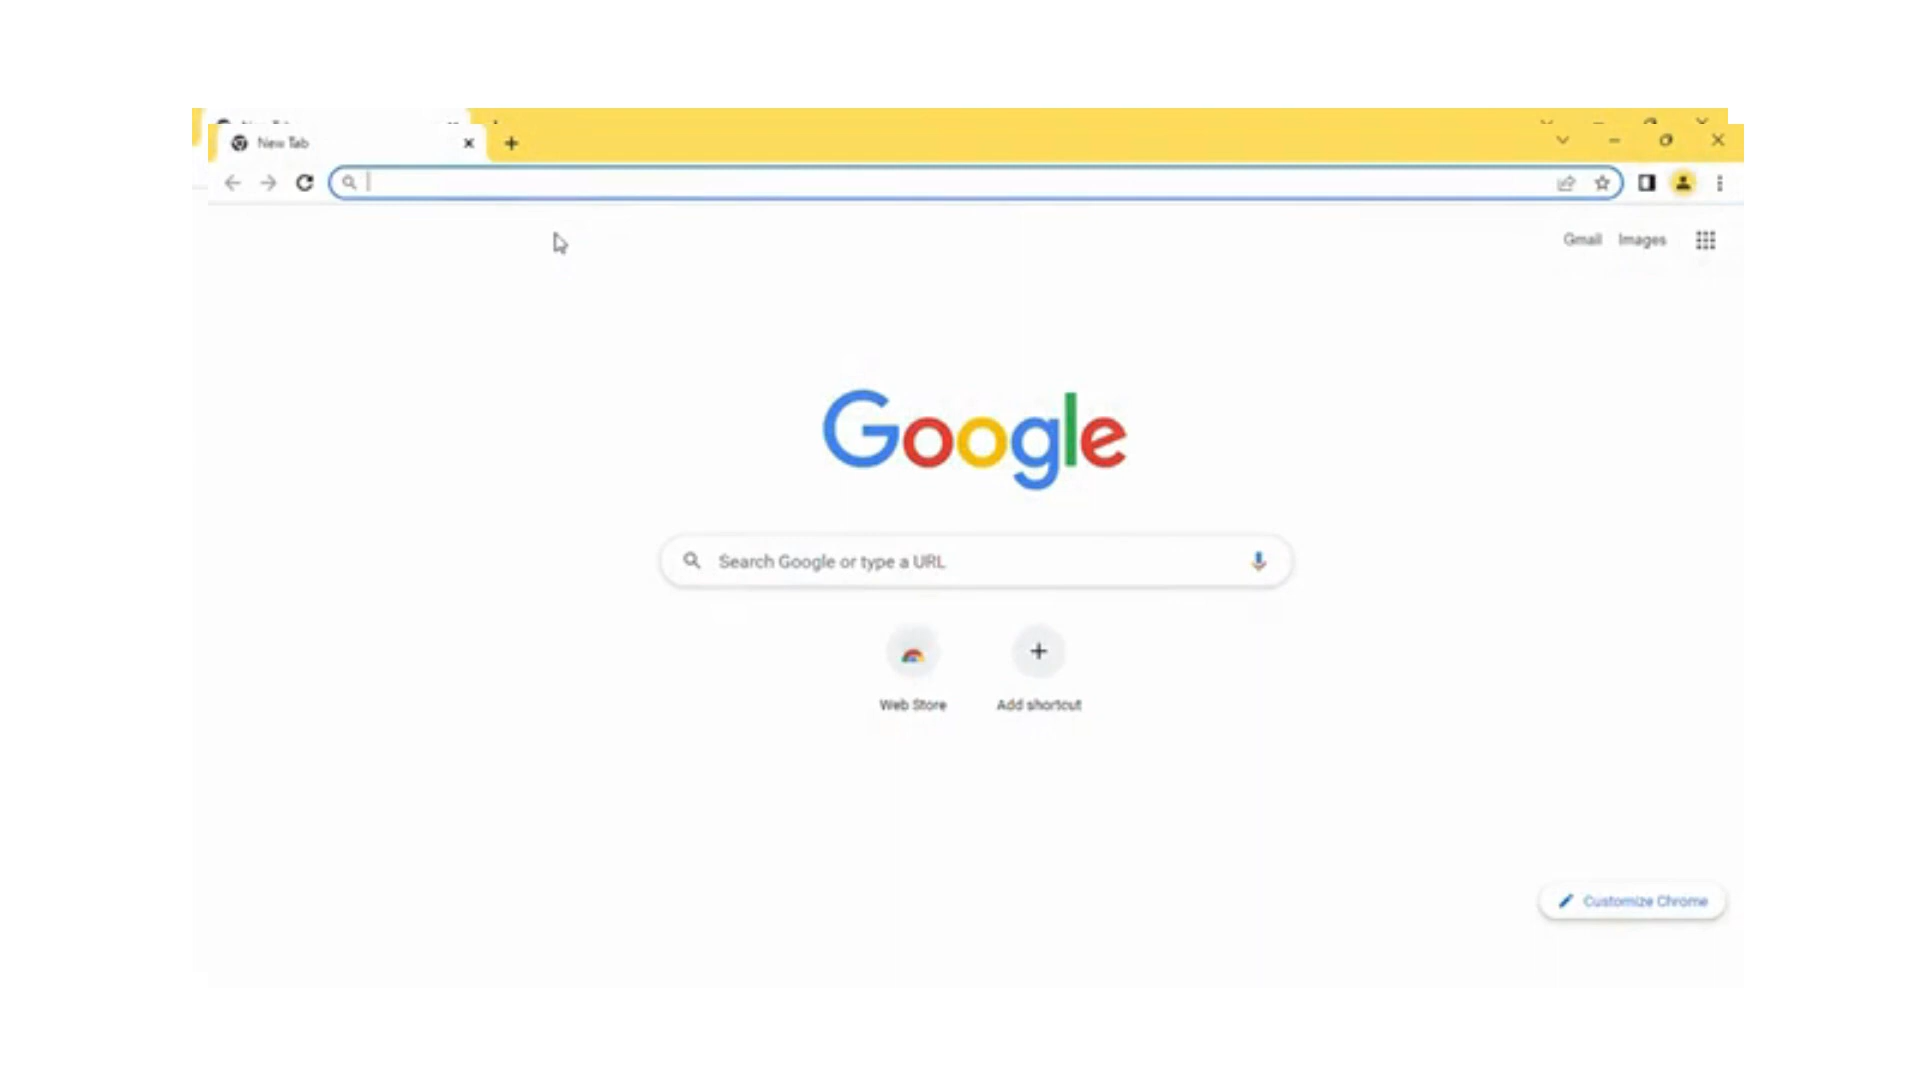 New Tab
Gmail Images
Google
Search Google or type a URL
Web Store Add shortcut
Customize Chrome